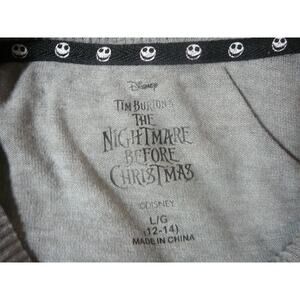 Disney
TIM BURTON'S
THE
NIGHTMARE
BEFORE
CHRISTMAS
©DISNEY
L/G
(12-14)
MADE IN CHINA